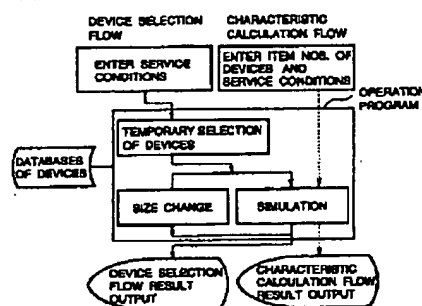 DEVICE SELECTION
FLOW
CHARACTERISTIC
CALCULATION FLOW
ENTER SERVICE
CONDITIONS
ENTER ITEM NOS. OF
DEVICES AND
SERVICE CONDITIONS
OPERATION
PROGRAM
TEMPORARY SELECTION
OF DEVICES
DATABASES
OF DEVICES
SIZE CHANGE
SIMULATION
DEVICE SELECTION
FLOW RESULT
OUTPUT
CHARACTERISTIC
CALCULATION FLOW
RESULT OUTPUT